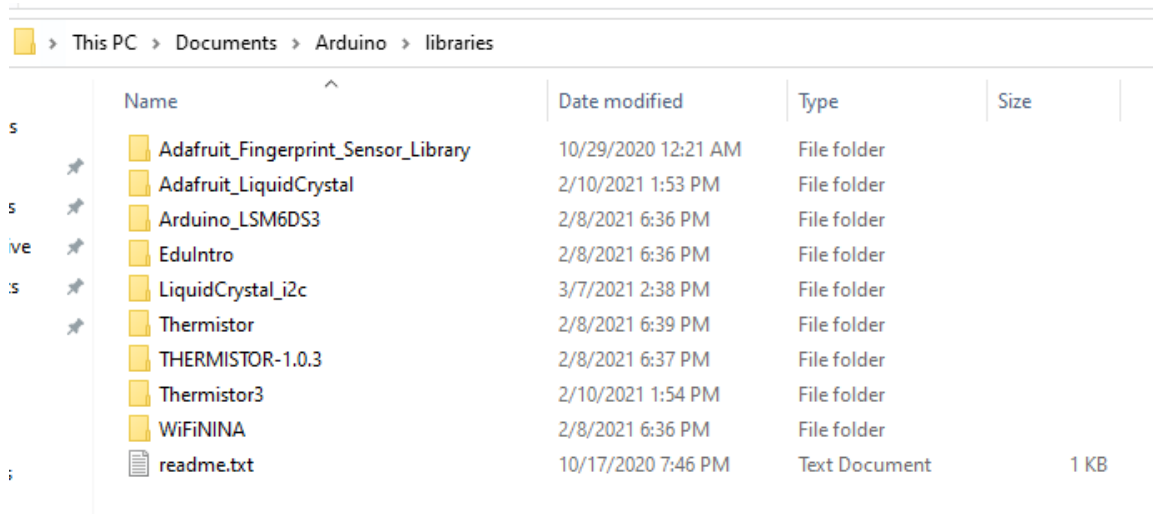 This PC > Documents > Arduino > libraries
Name Date modified Type Size
Adafruit_Fingerprint_Sensor_Library 10/29/2020 12:21 AM File folder
Adafruit_LiquidCrystal 2/10/2021 1:53 PM File folder
Arduino_LSM6DS3 2/8/2021 6:36 PM File folder
EduIntro 2/8/2021 6:36 PM File folder
LiquidCrystal_i2c 3/7/2021 2:38 PM File folder
Thermistor 2/8/2021 6:39 PM File folder
THERMISTOR-1.0.3 2/8/2021 6:37 PM File folder
Thermistor3 2/10/2021 1:54 PM File folder
WiFiNINA 2/8/2021 6:36 PM File folder
readme.txt 10/17/2020 7:46 PM Text Document 1 KB